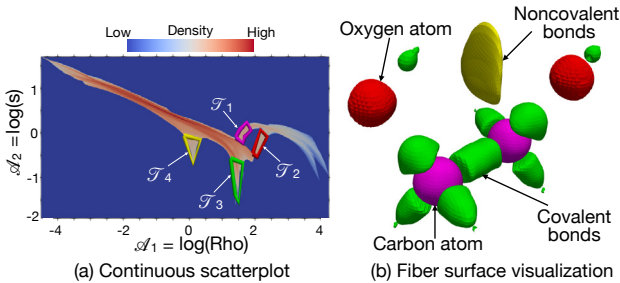 Low Density High
𝒜2 = log(s)
1
0
-1
-2
𝒯1
𝒯2
𝒯3
𝒯4
-4 -2 0 2 4
𝒜1 = log(Rho)
(a) Continuous scatterplot
Oxygen atom
Noncovalent
bonds
Carbon atom
Covalent
bonds
(b) Fiber surface visualization